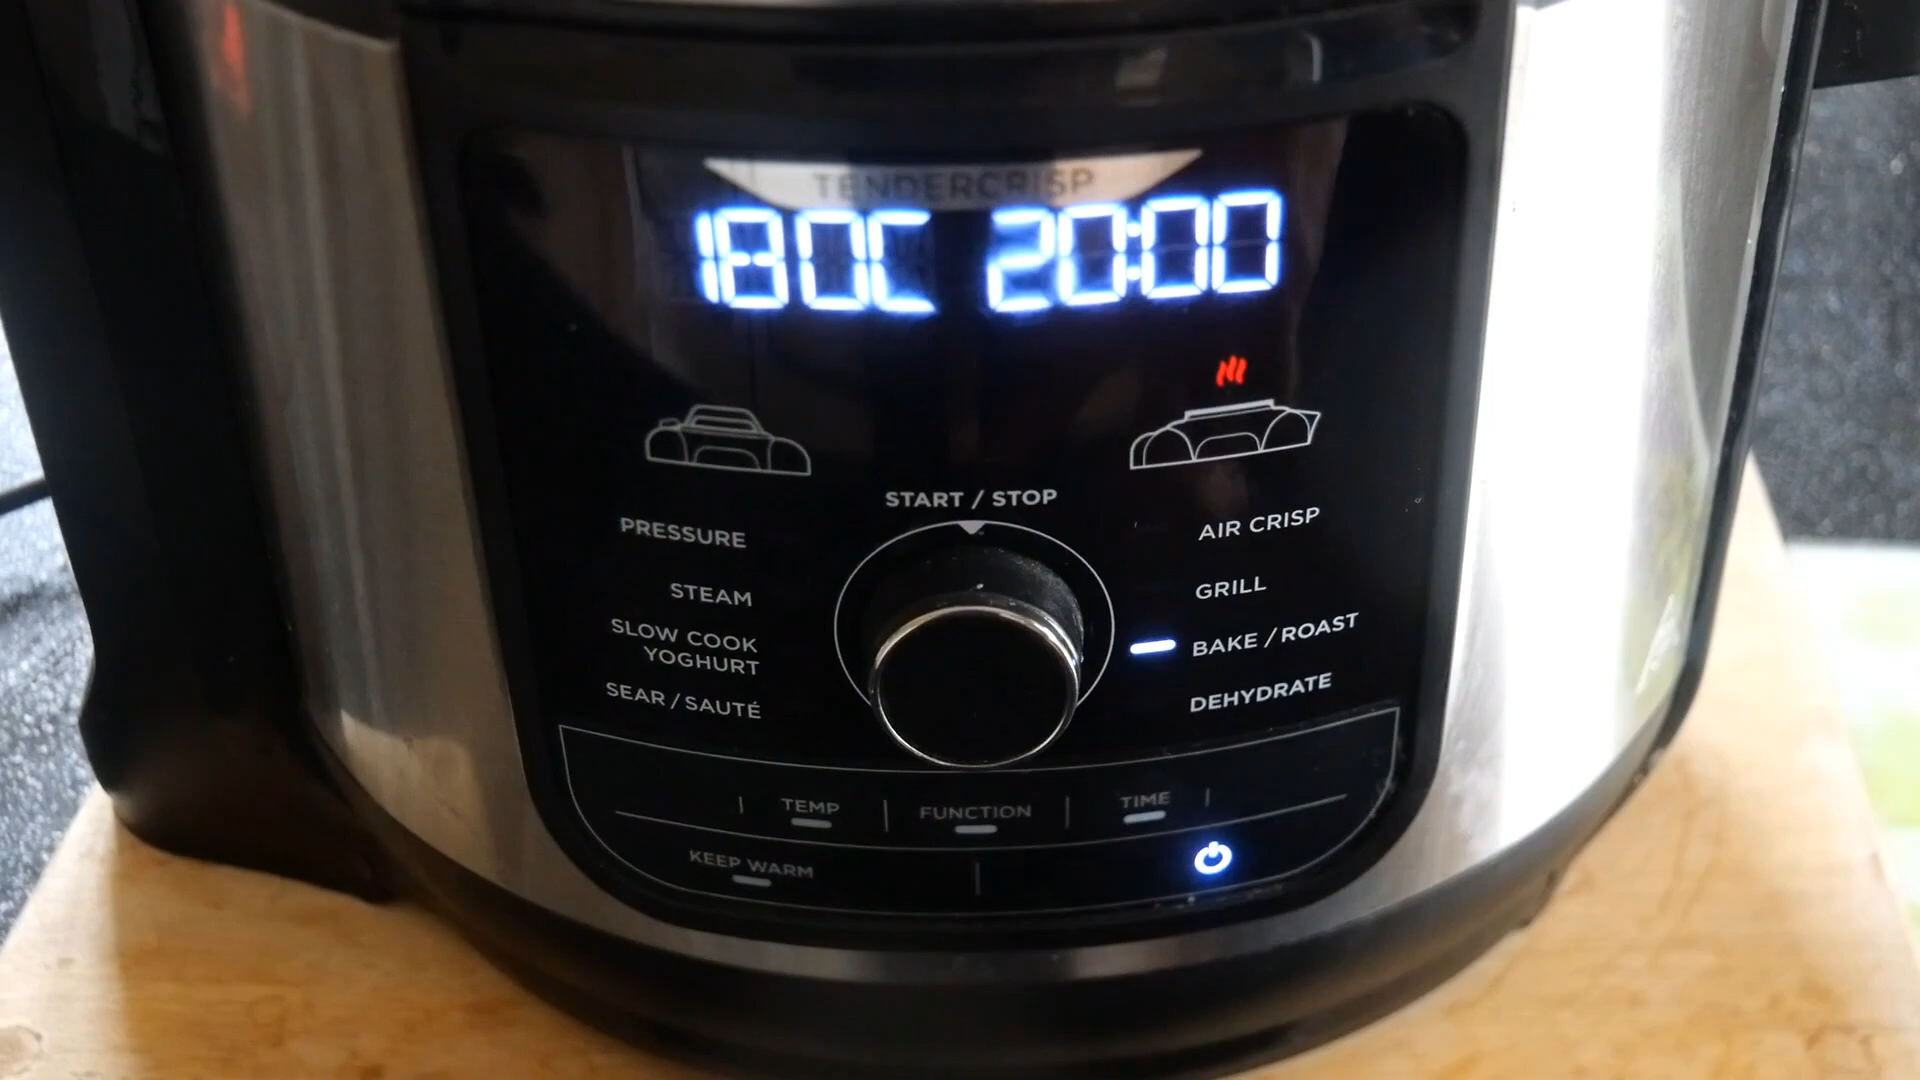 TENDERCRISP
180C 20:00
START / STOP
PRESSURE
STEAM
SLOW COOK
YOGHURT
SEAR / SAUTÉ
AIR CRISP
GRILL
BAKE / ROAST
DEHYDRATE
TEMP
FUNCTION
TIME
KEEP WARM